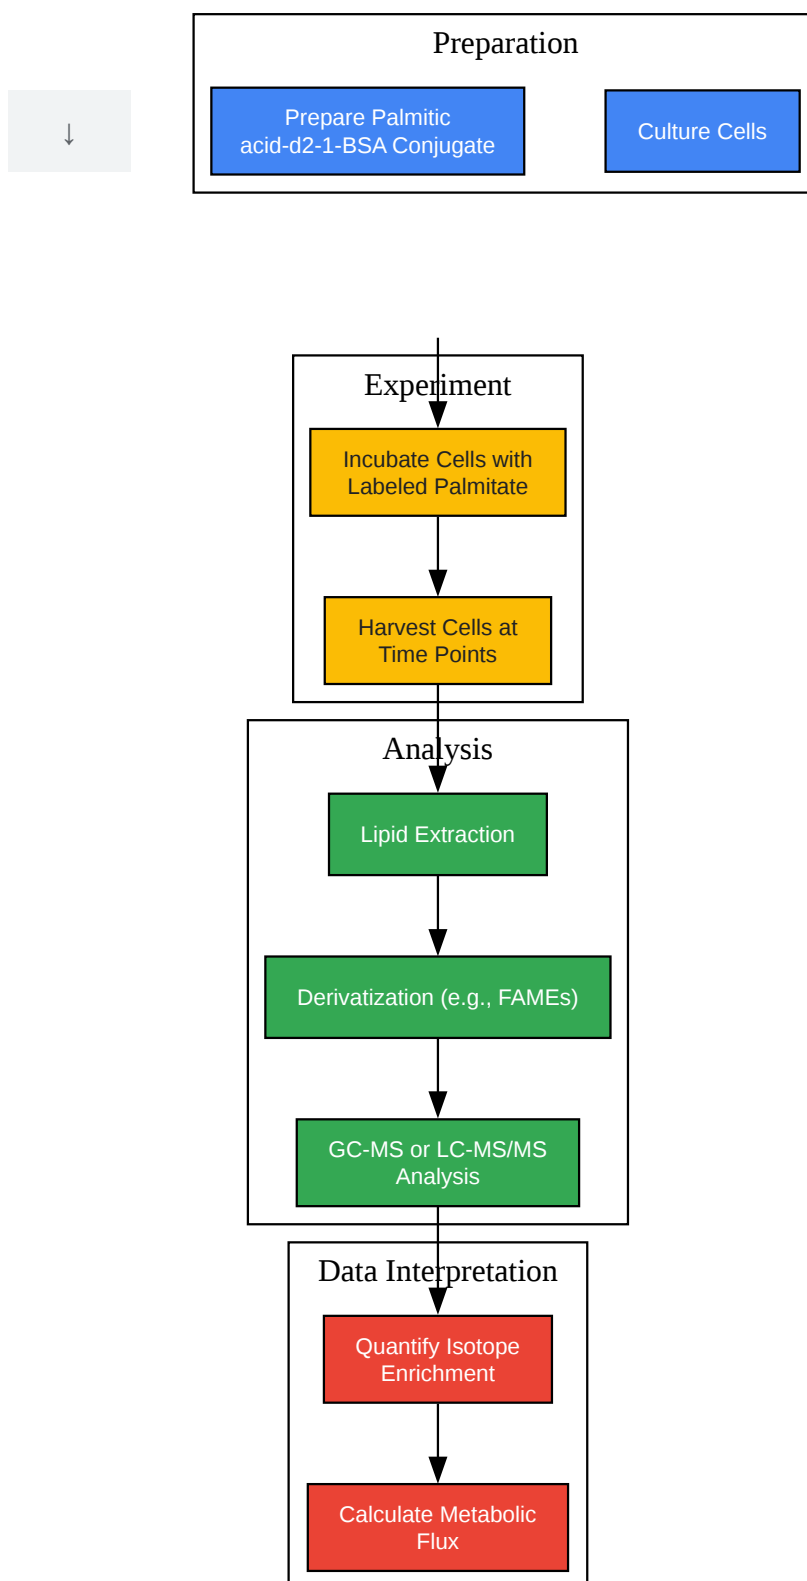 Preparation
↓
Prepare Palmitic
acid-d2-1-BSA Conjugate
Culture Cells
Experiment
Incubate Cells with
Labeled Palmitate
Harvest Cells at
Time Points
Analysis
Lipid Extraction
Derivatization (e.g., FAMEs)
GC-MS or LC-MS/MS
Analysis
Data Interpretation
Quantify Isotope
Enrichment
Calculate Metabolic
Flux